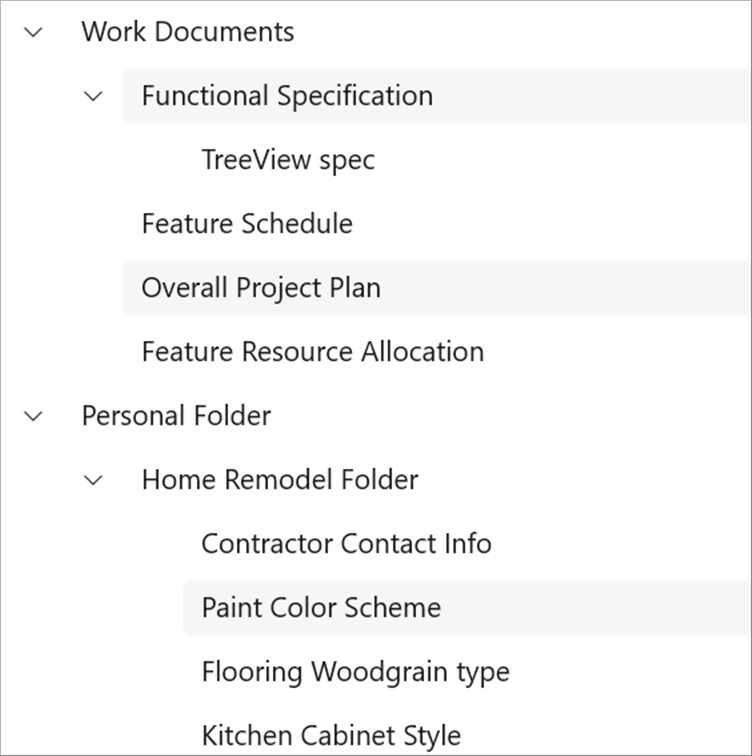 Work Documents
Functional Specification
TreeView spec
Feature Schedule
Overall Project Plan
Feature Resource Allocation
Personal Folder
Home Remodel Folder
Contractor Contact Info
Paint Color Scheme
Flooring Woodgrain type
Kitchen Cabinet Style